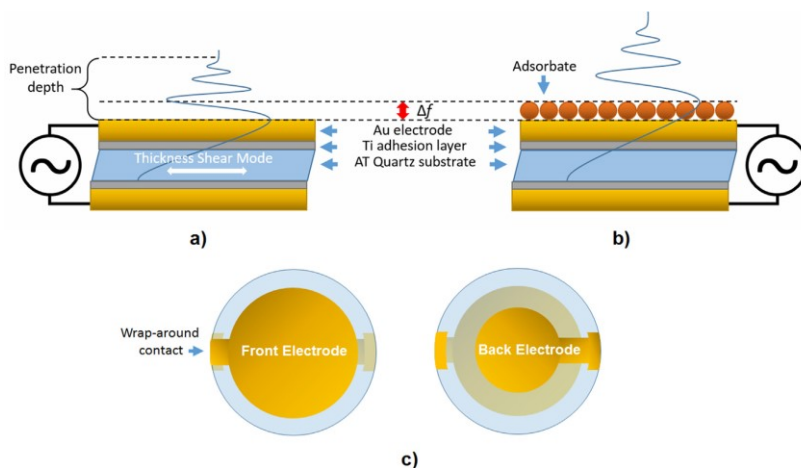 Penetration
depth
Δf
Adsorbate
Au electrode
Ti adhesion layer
AT Quartz substrate
Thickness Shear Mode
a)
b)
Wrap-around
contact
Front Electrode
Back Electrode
c)